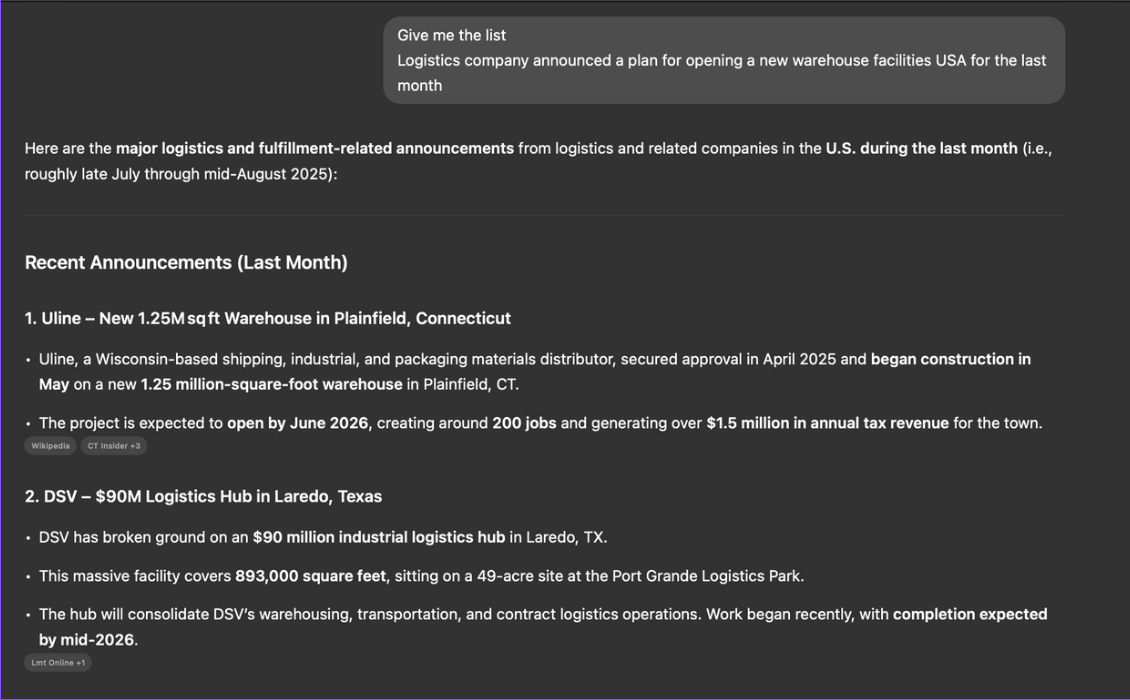 Give me the list
Logistics company announced a plan for opening a new warehouse facilities USA for the last
month
Here are the major logistics and fulfillment-related announcements from logistics and related companies in the U.S. during the last month (i.e.,
roughly late July through mid-August 2025):
Recent Announcements (Last Month)
1. Uline – New 1.25M sq ft Warehouse in Plainfield, Connecticut
• Uline, a Wisconsin-based shipping, industrial, and packaging materials distributor, secured approval in April 2025 and began construction in
May on a new 1.25 million-square-foot warehouse in Plainfield, CT.
• The project is expected to open by June 2026, creating around 200 jobs and generating over $1.5 million in annual tax revenue for the town.
Wikipedia CT Insider +3
2. DSV – $90M Logistics Hub in Laredo, Texas
• DSV has broken ground on an $90 million industrial logistics hub in Laredo, TX.
• This massive facility covers 893,000 square feet, sitting on a 49-acre site at the Port Grande Logistics Park.
• The hub will consolidate DSV's warehousing, transportation, and contract logistics operations. Work began recently, with completion expected
by mid-2026.
Lmt Online +1